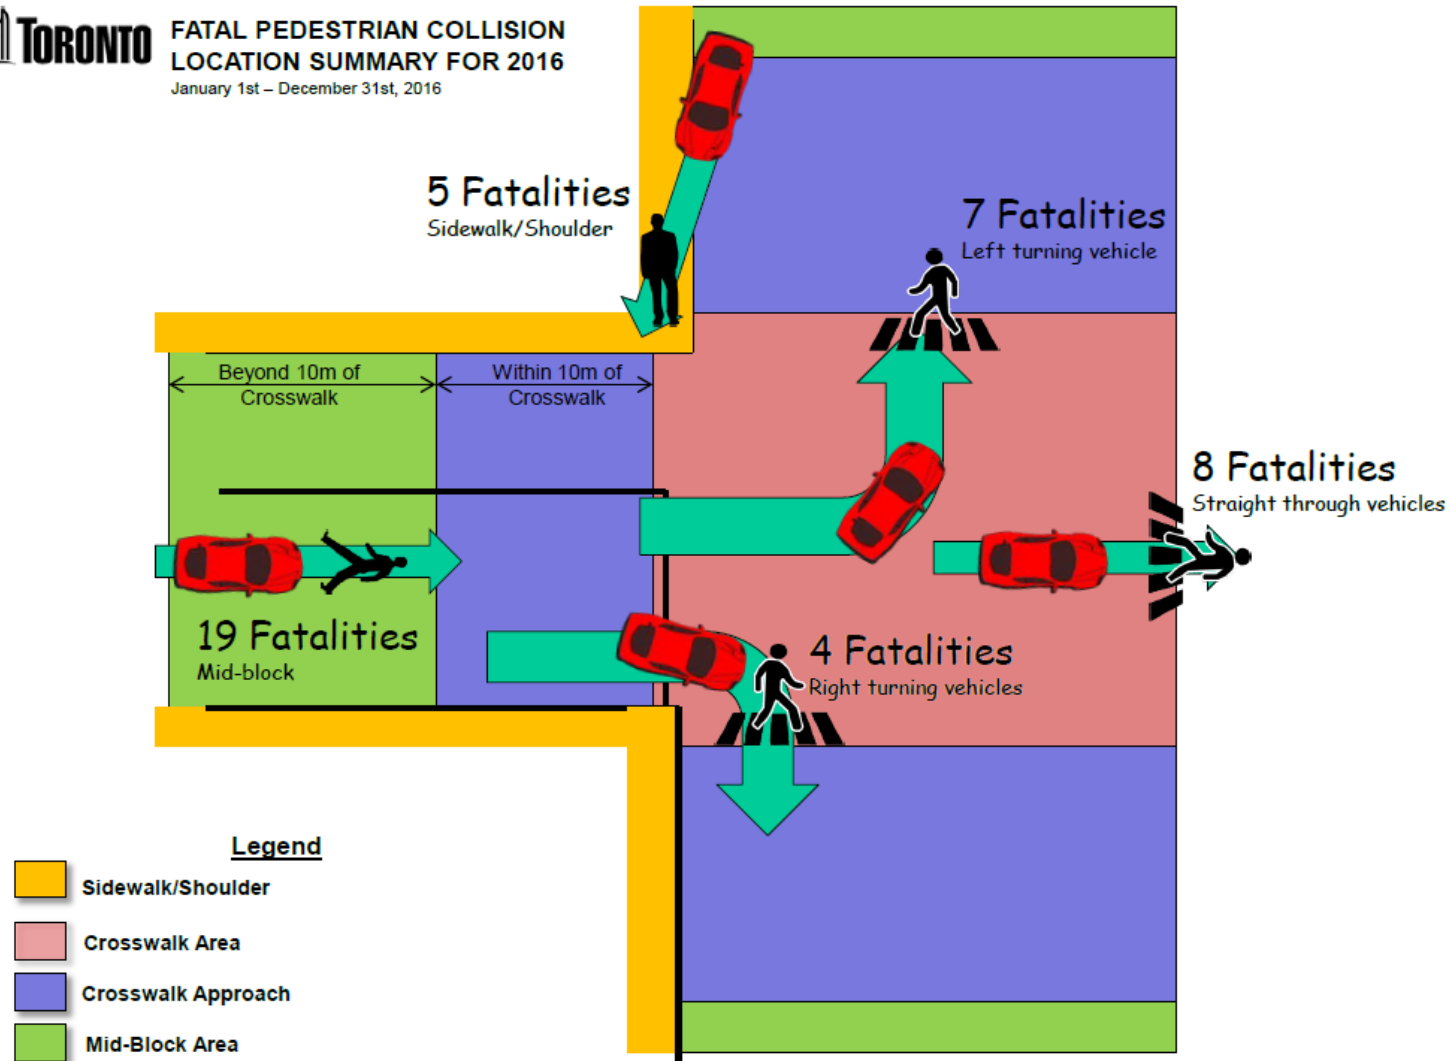 TORONTO
FATAL PEDESTRIAN COLLISION
LOCATION SUMMARY FOR 2016
January 1st – December 31st, 2016
5 Fatalities
Sidewalk/Shoulder
7 Fatalities
Left turning vehicle
Beyond 10m of
Crosswalk
Within 10m of
Crosswalk
8 Fatalities
Straight through vehicles
19 Fatalities
Mid-block
4 Fatalities
Right turning vehicles
Legend
Sidewalk/Shoulder
Crosswalk Area
Crosswalk Approach
Mid-Block Area